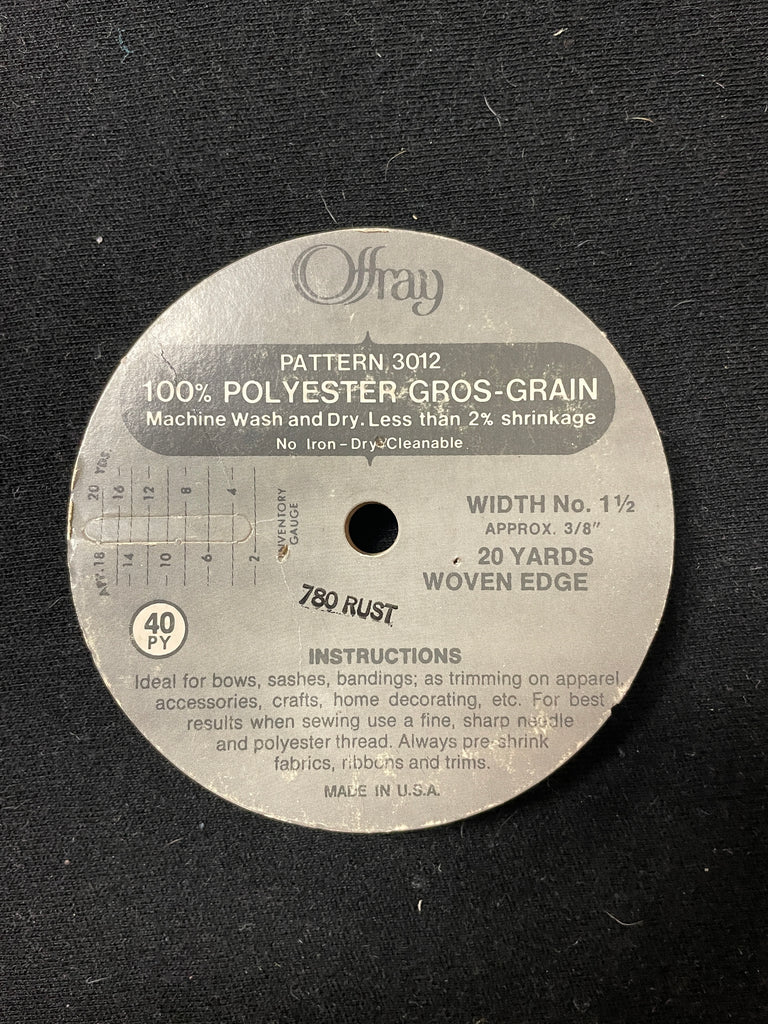 Offray
PATTERN 3012
100% POLYESTER GROS-GRAIN
Machine Wash and Dry. Less than 2% shrinkage
No Iron - Dry Cleanable
20 YDS
16
12
8
4
INVENTORY
GAUGE
APP. 18
14
10
6
2
WIDTH No. 1½
APPROX. 3/8"
20 YARDS
WOVEN EDGE
780 RUST
40
PY
INSTRUCTIONS
Ideal for bows, sashes, bandings; as trimming on apparel,
accessories, crafts, home decorating, etc. For best
results when sewing use a fine, sharp needle
and polyester thread. Always pre-shrink
fabrics, ribbons and trims.
MADE IN U.S.A.